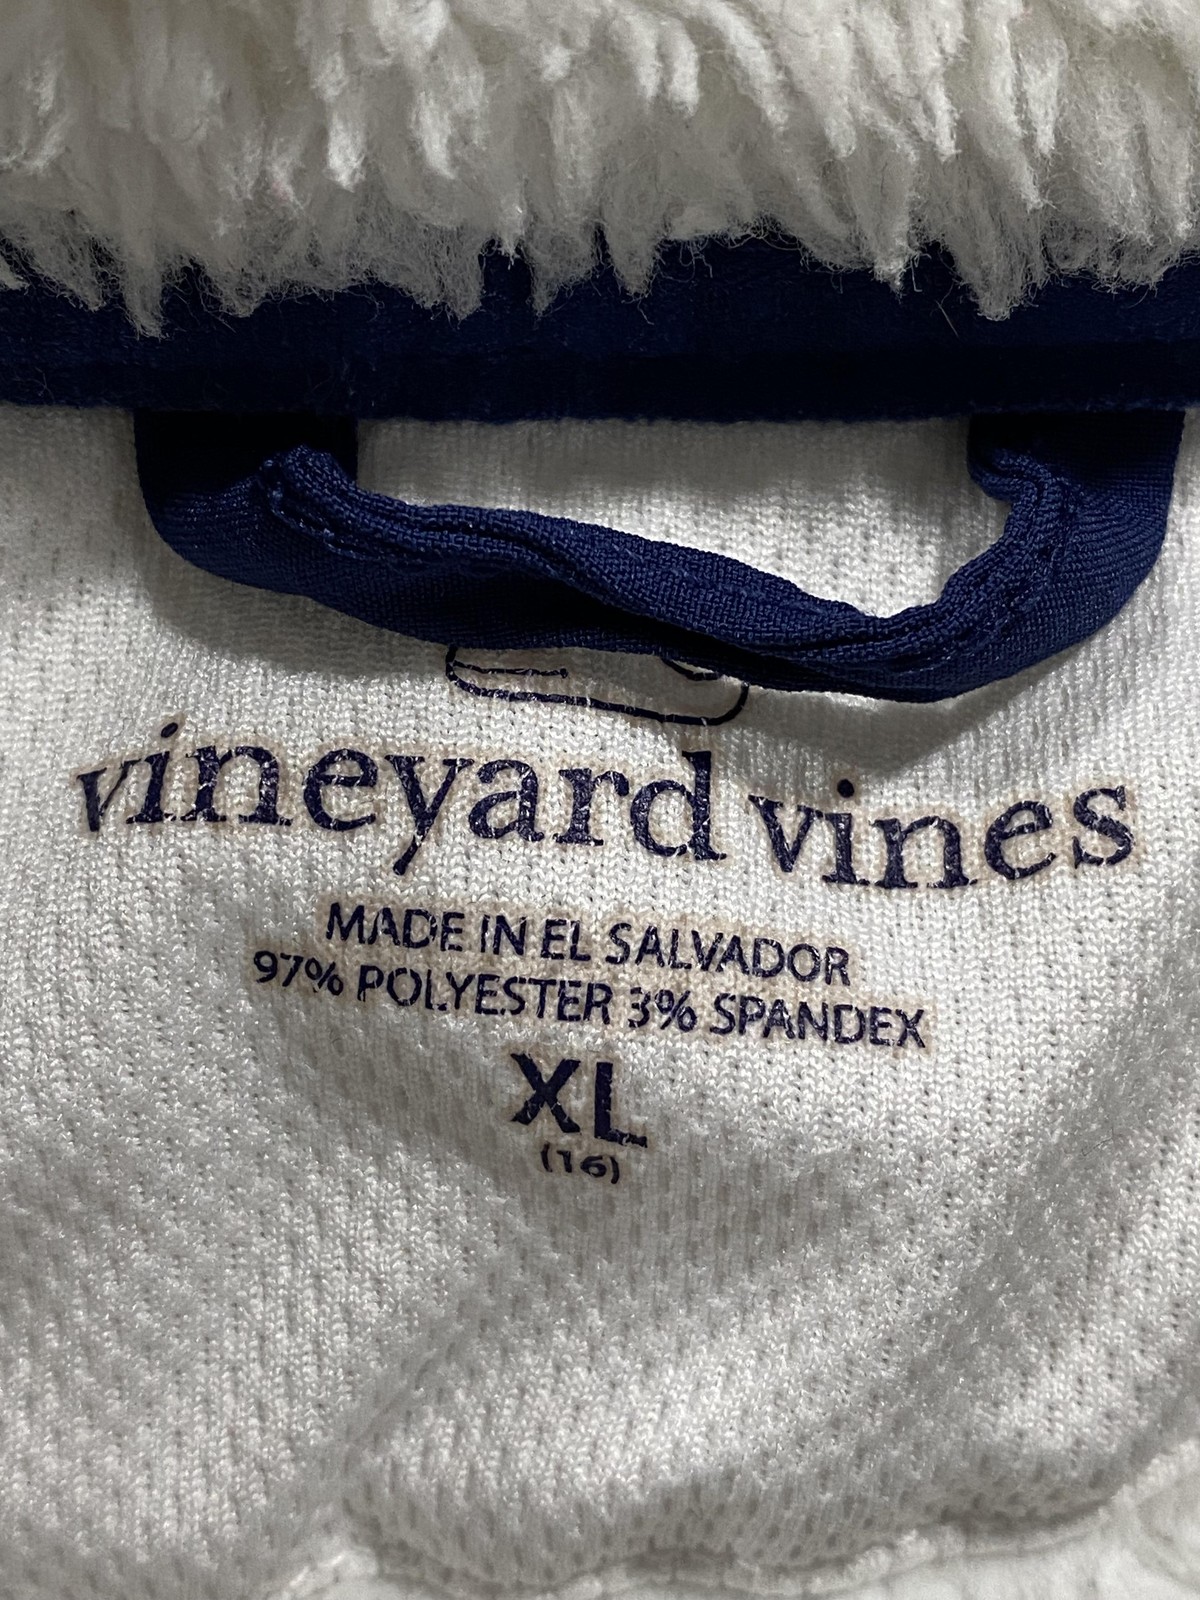 vineyard vines
MADE IN EL SALVADOR
97% POLYESTER 3% SPANDEX
XL
(16)